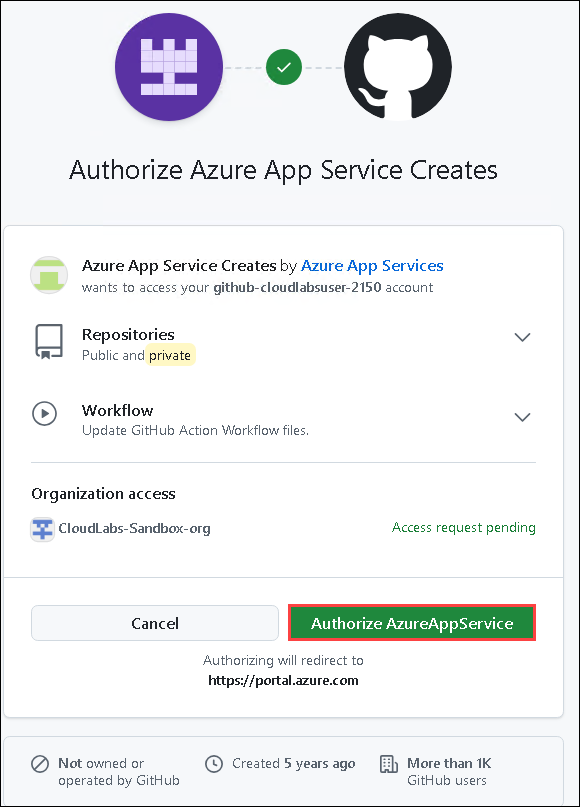 Authorize Azure App Service Creates
Azure App Service Creates by Azure App Services
wants to access your github-cloudlabsuser-2150 account
Repositories
Public and private
Workflow
Update GitHub Action Workflow files.
Organization access
CloudLabs-Sandbox-org Access request pending
Cancel Authorize AzureAppService
Authorizing will redirect to
https://portal.azure.com
Not owned or
operated by GitHub
Created 5 years ago
More than 1K
GitHub users